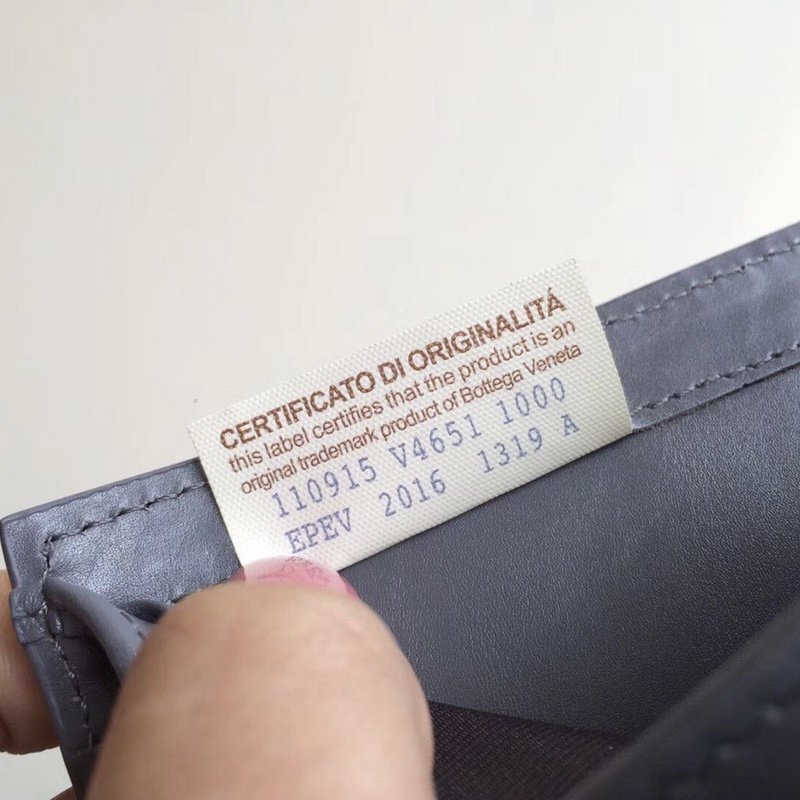 CERTIFICATO DI ORIGINALITÁ
this label certifies that the product is an
original trademark product of Bottega Veneta
110915 V4651 1000
EPEV 2016 1319 A